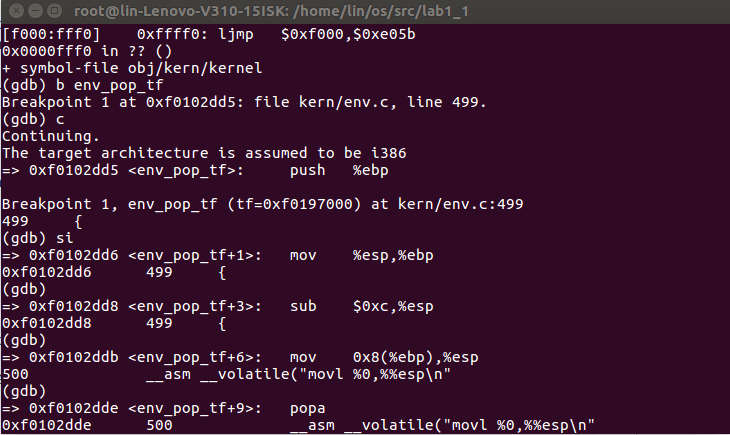 root@lin-Lenovo-V310-15ISK: /home/lin/os/src/lab1_1
[f000:fff0]    0xffff0: ljmp   $0xf000,$0xe05b
0x0000fff0 in ?? ()
+ symbol-file obj/kern/kernel
(gdb) b env_pop_tf
Breakpoint 1 at 0xf0102dd5: file kern/env.c, line 499.
(gdb) c
Continuing.
The target architecture is assumed to be i386
=> 0xf0102dd5 <env_pop_tf>:     push   %ebp
Breakpoint 1, env_pop_tf (tf=0xf0197000) at kern/env.c:499
499     {
(gdb) si
=> 0xf0102dd6 <env_pop_tf+1>:   mov    %esp,%ebp
0xf0102dd6      499     {
(gdb)
=> 0xf0102dd8 <env_pop_tf+3>:   sub    $0xc,%esp
0xf0102dd8      499     {
(gdb)
=> 0xf0102ddb <env_pop_tf+6>:   mov    0x8(%ebp),%esp
500             __asm __volatile("movl %0,%%esp\n"
(gdb)
=> 0xf0102dde <env_pop_tf+9>:   popa
0xf0102dde      500             __asm __volatile("movl %0,%%esp\n"